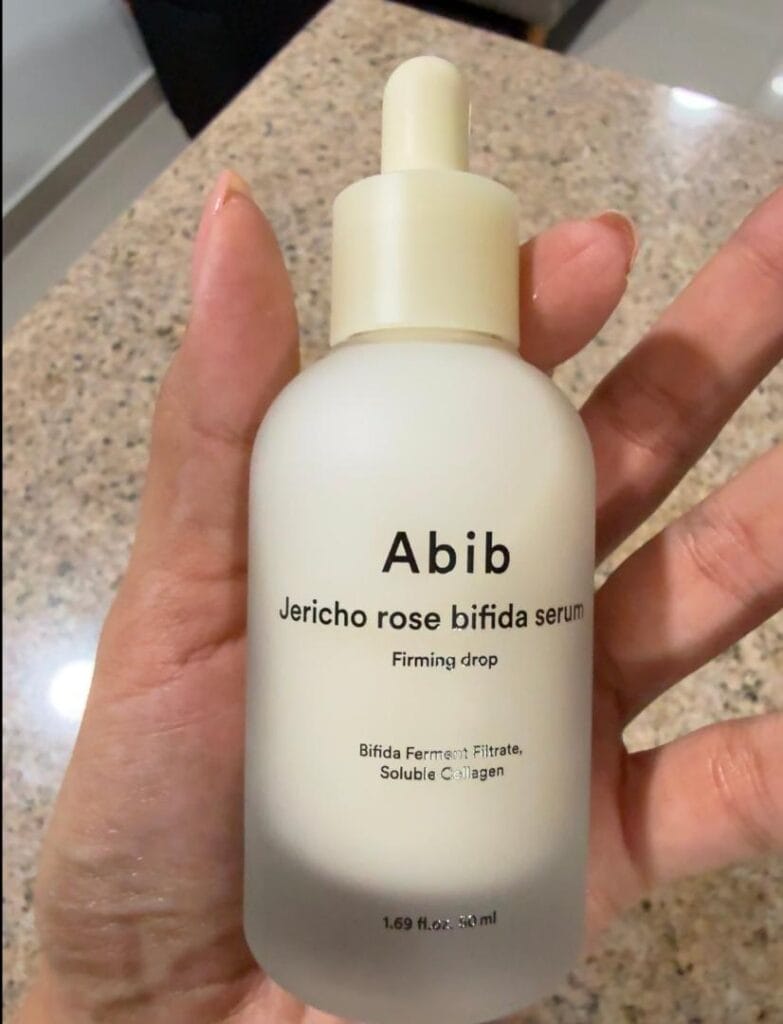 Abib
Jericho rose bifida serum
Firming drop
Bifida Ferment Filtrate,
Soluble Collagen
1.69 fl.oz. 50 ml